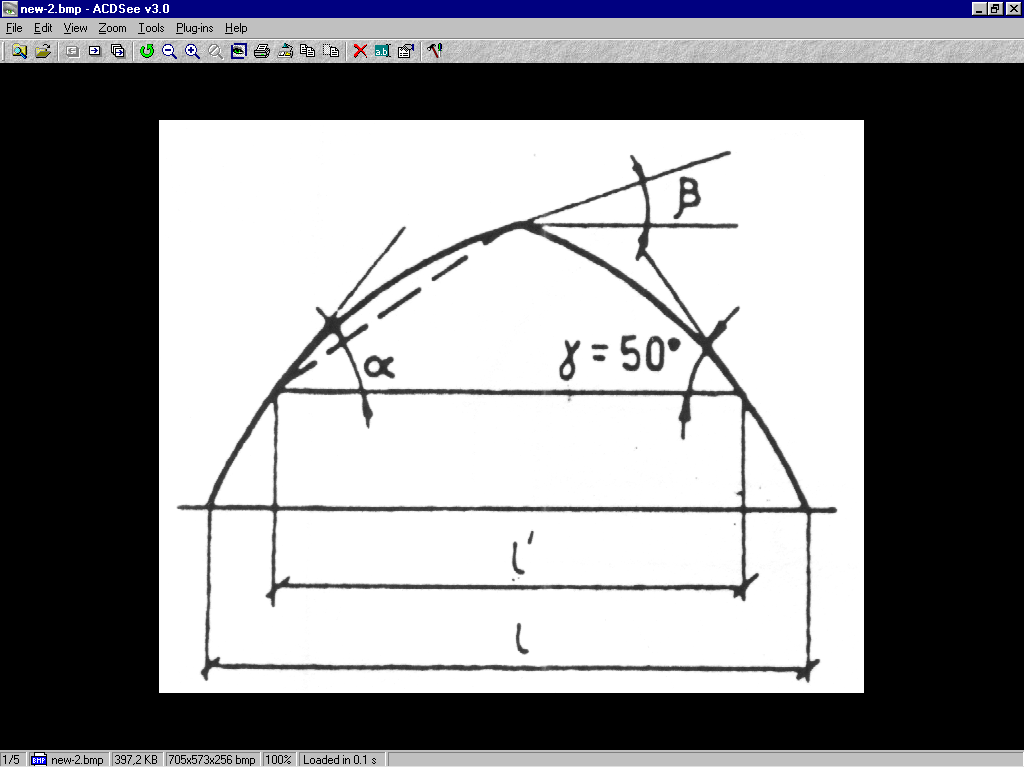 new-2.bmp - ACDSee v3.0
File Edit View Zoom Tools Plug-ins Help
β
α
γ = 50°
l'
l
1/5 BMP new-2.bmp 397,2 KB 705x573x256 bmp 100% Loaded in 0.1 s